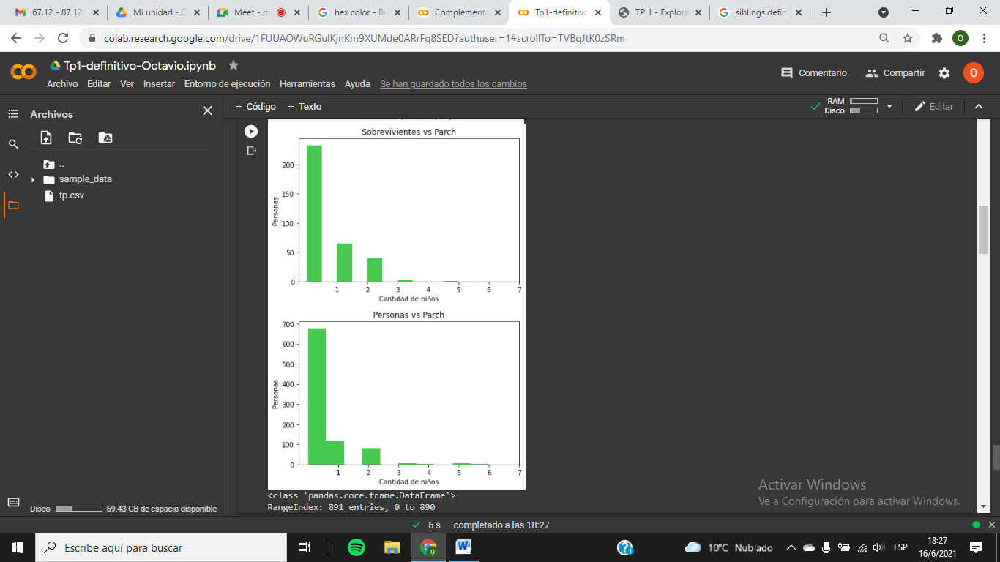 67.12 - 87.12:
Mi unidad - G
Meet - m
hex color - Bu
Complemento
Tp1-definitivo
TP 1 - Explora
siblings defini
colab.research.google.com/drive/1FUUAOWuRGulKjnKm9XUMde0ARrFq8SED?authuser=1#scrollTo=TVBqJtK0zSRm
O
Tp1-definitivo-Octavio.ipynb
Comentario
Compartir
O
Archivo Editar Ver Insertar Entorno de ejecución Herramientas Ayuda Se han guardado todos los cambios
Archivos
+ Código + Texto
RAM
Disco
Editar
..
sample_data
tp.csv
Sobrevivientes vs Parch
200
150
100
50
0
Personas
1 2 3 4 5 6 7
Cantidad de niños
Personas vs Parch
700
600
500
400
300
200
100
0
Personas
1 2 3 4 5 6 7
Cantidad de niños
<class 'pandas.core.frame.DataFrame'>
RangeIndex: 891 entries, 0 to 890
Activar Windows
Ve a Configuración para activar Windows.
Disco 69.43 GB de espacio disponible
6 s completado a las 18:27
Escribe aquí para buscar
10°C Nublado
ESP
18:27
16/6/2021